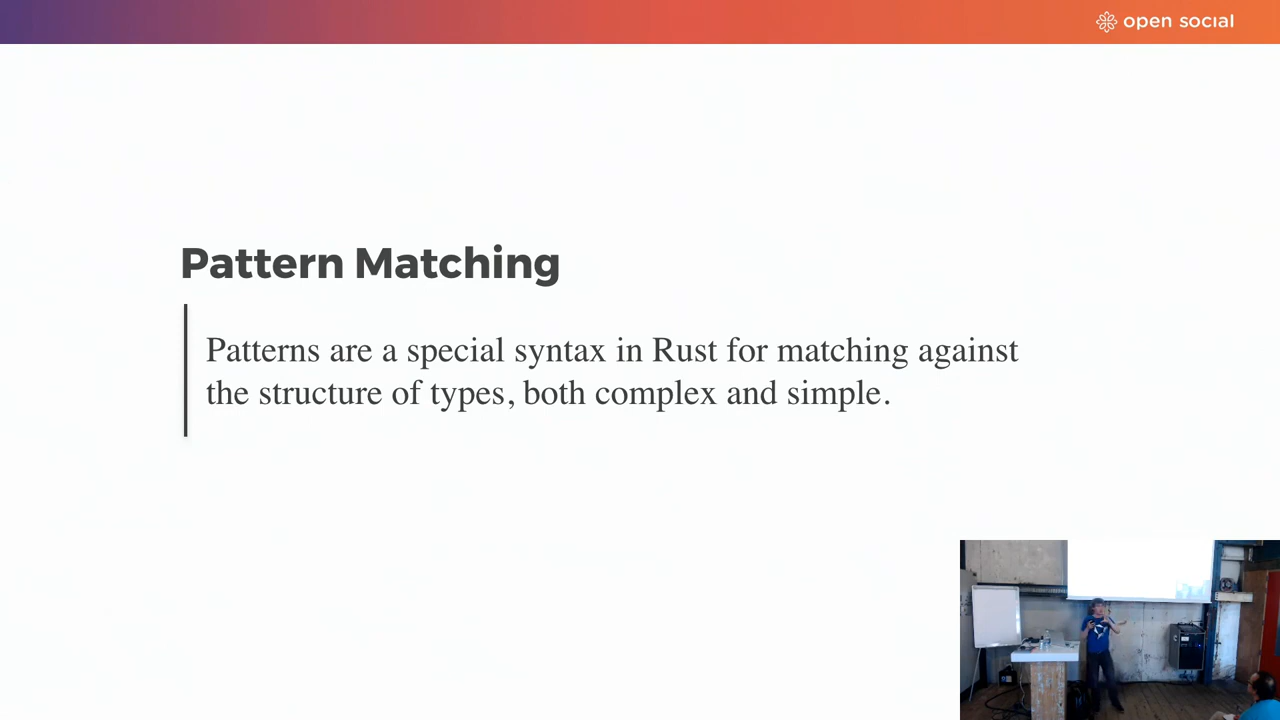 open social
Pattern Matching
Patterns are a special syntax in Rust for matching against
the structure of types, both complex and simple.